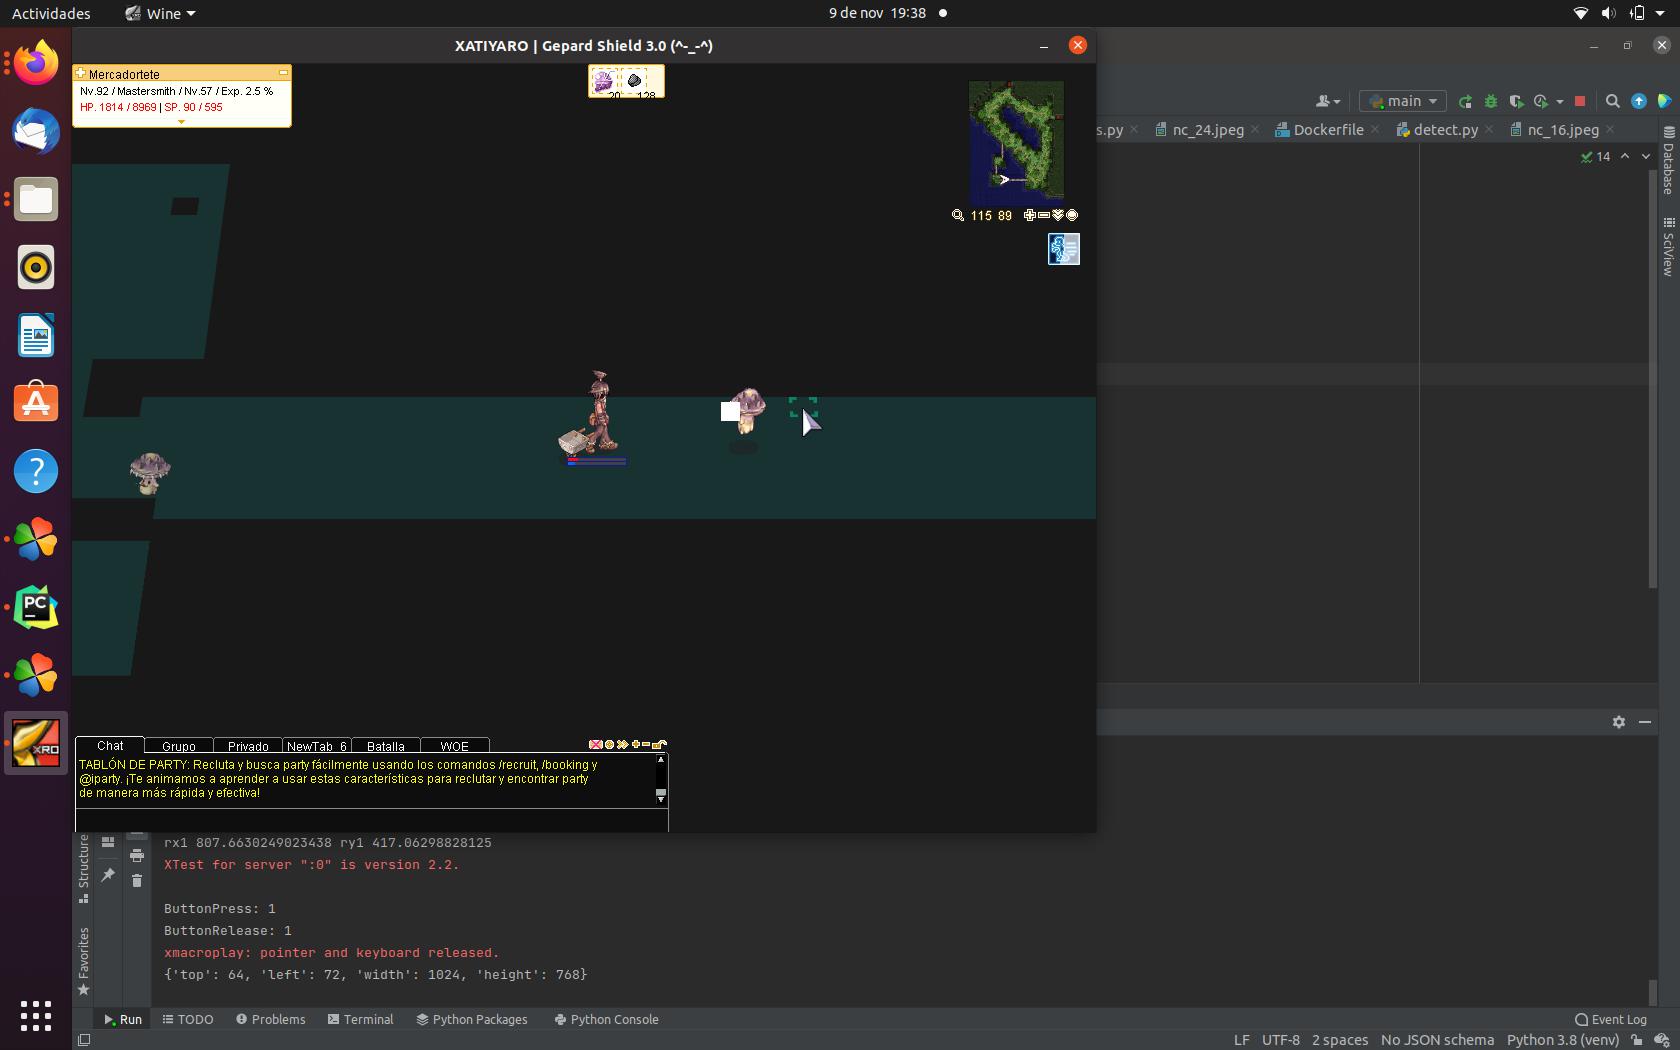 Actividades
Wine
9 de nov  19:38
XATIYARO | Gepard Shield 3.0 (^-_-^)
Mercadortete
Nv.92 / Mastersmith / Nv.57 / Exp. 2.5 %
HP. 1814 / 8969 | SP. 90 / 595
20 128
115 89
main
s.py
nc_24.jpeg
Dockerfile
detect.py
nc_16.jpeg
14
Database
SciView
PC
XRO
Chat
Grupo
Privado
NewTab_6
Batalla
WOE
TABLÓN DE PARTY: Recluta y busca party fácilmente usando los comandos /recruit, /booking y
@iparty. ¡Te animamos a aprender a usar estas características para reclutar y encontrar party
de manera más rápida y efectiva!
Structure
Favorites
rx1 807.6630249023438 ry1 417.06298828125
XTest for server ":0" is version 2.2.
ButtonPress: 1
ButtonRelease: 1
xmacroplay: pointer and keyboard released.
{'top': 64, 'left': 72, 'width': 1024, 'height': 768}
Run
TODO
Problems
Terminal
Python Packages
Python Console
Event Log
LF
UTF-8
2 spaces
No JSON schema
Python 3.8 (venv)